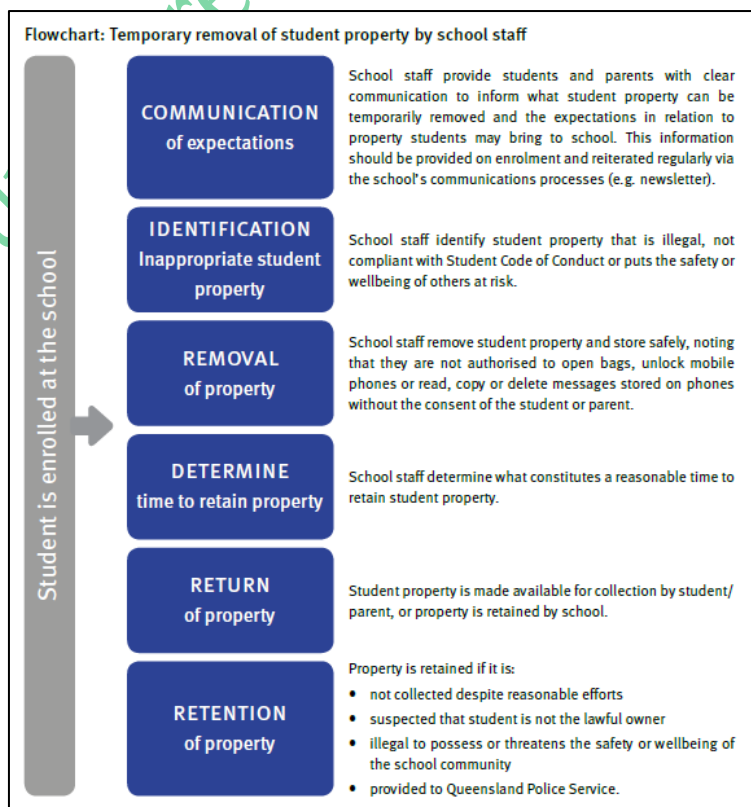 Flowchart: Temporary removal of student property by school staff
Student is enrolled at the school
COMMUNICATION
of expectations
School staff provide students and parents with clear
communication to inform what student property can be
temporarily removed and the expectations in relation to
property students may bring to school. This information
should be provided on enrolment and reiterated regularly via
the school's communications processes (e.g. newsletter).
IDENTIFICATION
Inappropriate student
property
School staff identify student property that is illegal, not
compliant with Student Code of Conduct or puts the safety or
wellbeing of others at risk.
REMOVAL
of property
School staff remove student property and store safely, noting
that they are not authorised to open bags, unlock mobile
phones or read, copy or delete messages stored on phones
without the consent of the student or parent.
DETERMINE
time to retain property
School staff determine what constitutes a reasonable time to
retain student property.
RETURN
of property
Student property is made available for collection by student/
parent, or property is retained by school.
RETENTION
of property
Property is retained if it is:
• not collected despite reasonable efforts
• suspected that student is not the lawful owner
• illegal to possess or threatens the safety or wellbeing of
the school community
• provided to Queensland Police Service.